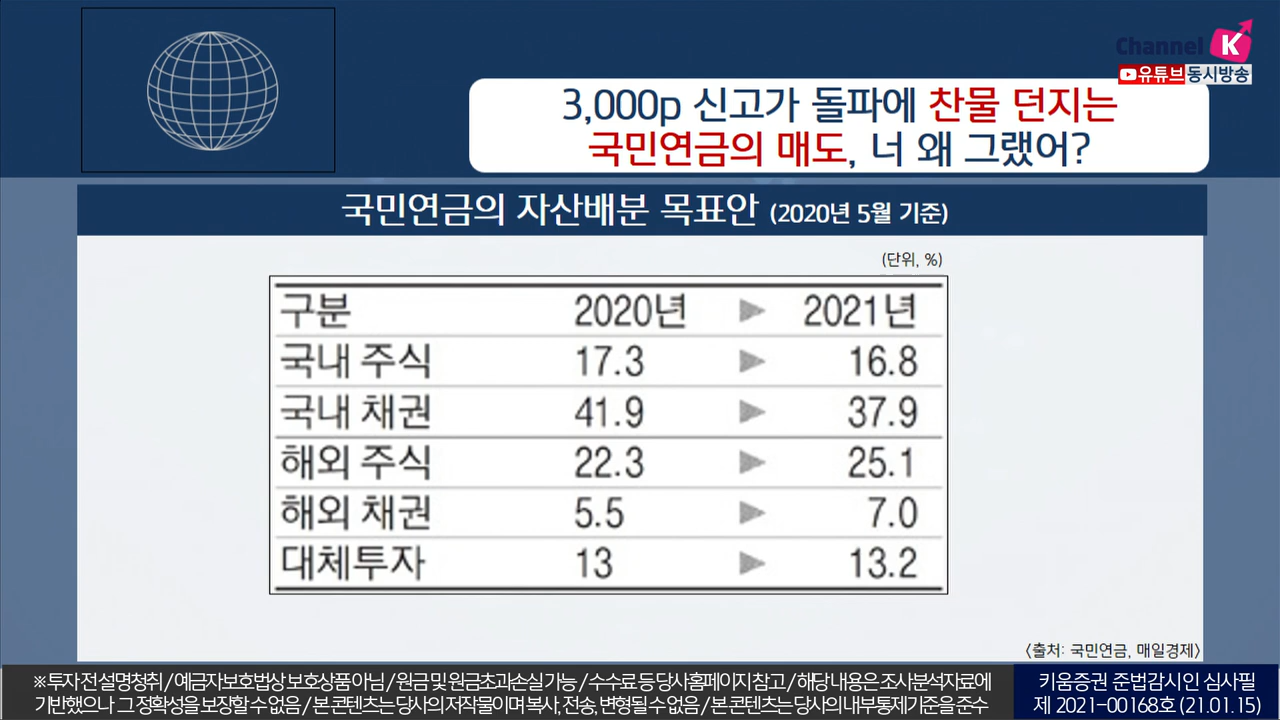 Channel K
유튜브 동시방송
3,000p 신고가 돌파에 찬물 던지는
국민연금의 매도, 너 왜 그랬어?
국민연금의 자산배분 목표안 (2020년 5월 기준)
(단위, %)
구분 2020년 ▶ 2021년
국내 주식 17.3 ▶ 16.8
국내 채권 41.9 ▶ 37.9
해외 주식 22.3 ▶ 25.1
해외 채권 5.5 ▶ 7.0
대체투자 13 ▶ 13.2
〈출처: 국민연금, 매일경제〉
※ 투자 전 설명청취 / 예금자보호법상 보호상품 아님 / 원금 및 원금초과손실 가능 / 수수료 등 당사홈페이지 참고 / 해당 내용은 조사분석자료에
기반했으나 그 정확성을 보장할 수 없음 / 본 콘텐츠는 당사의 저작물이며 복사, 전송, 변형될 수 없음 / 본 콘텐츠는 당사의 내부통제기준을 준수
키움증권 준법감시인 심사필
제 2021-00168호 (21.01.15)